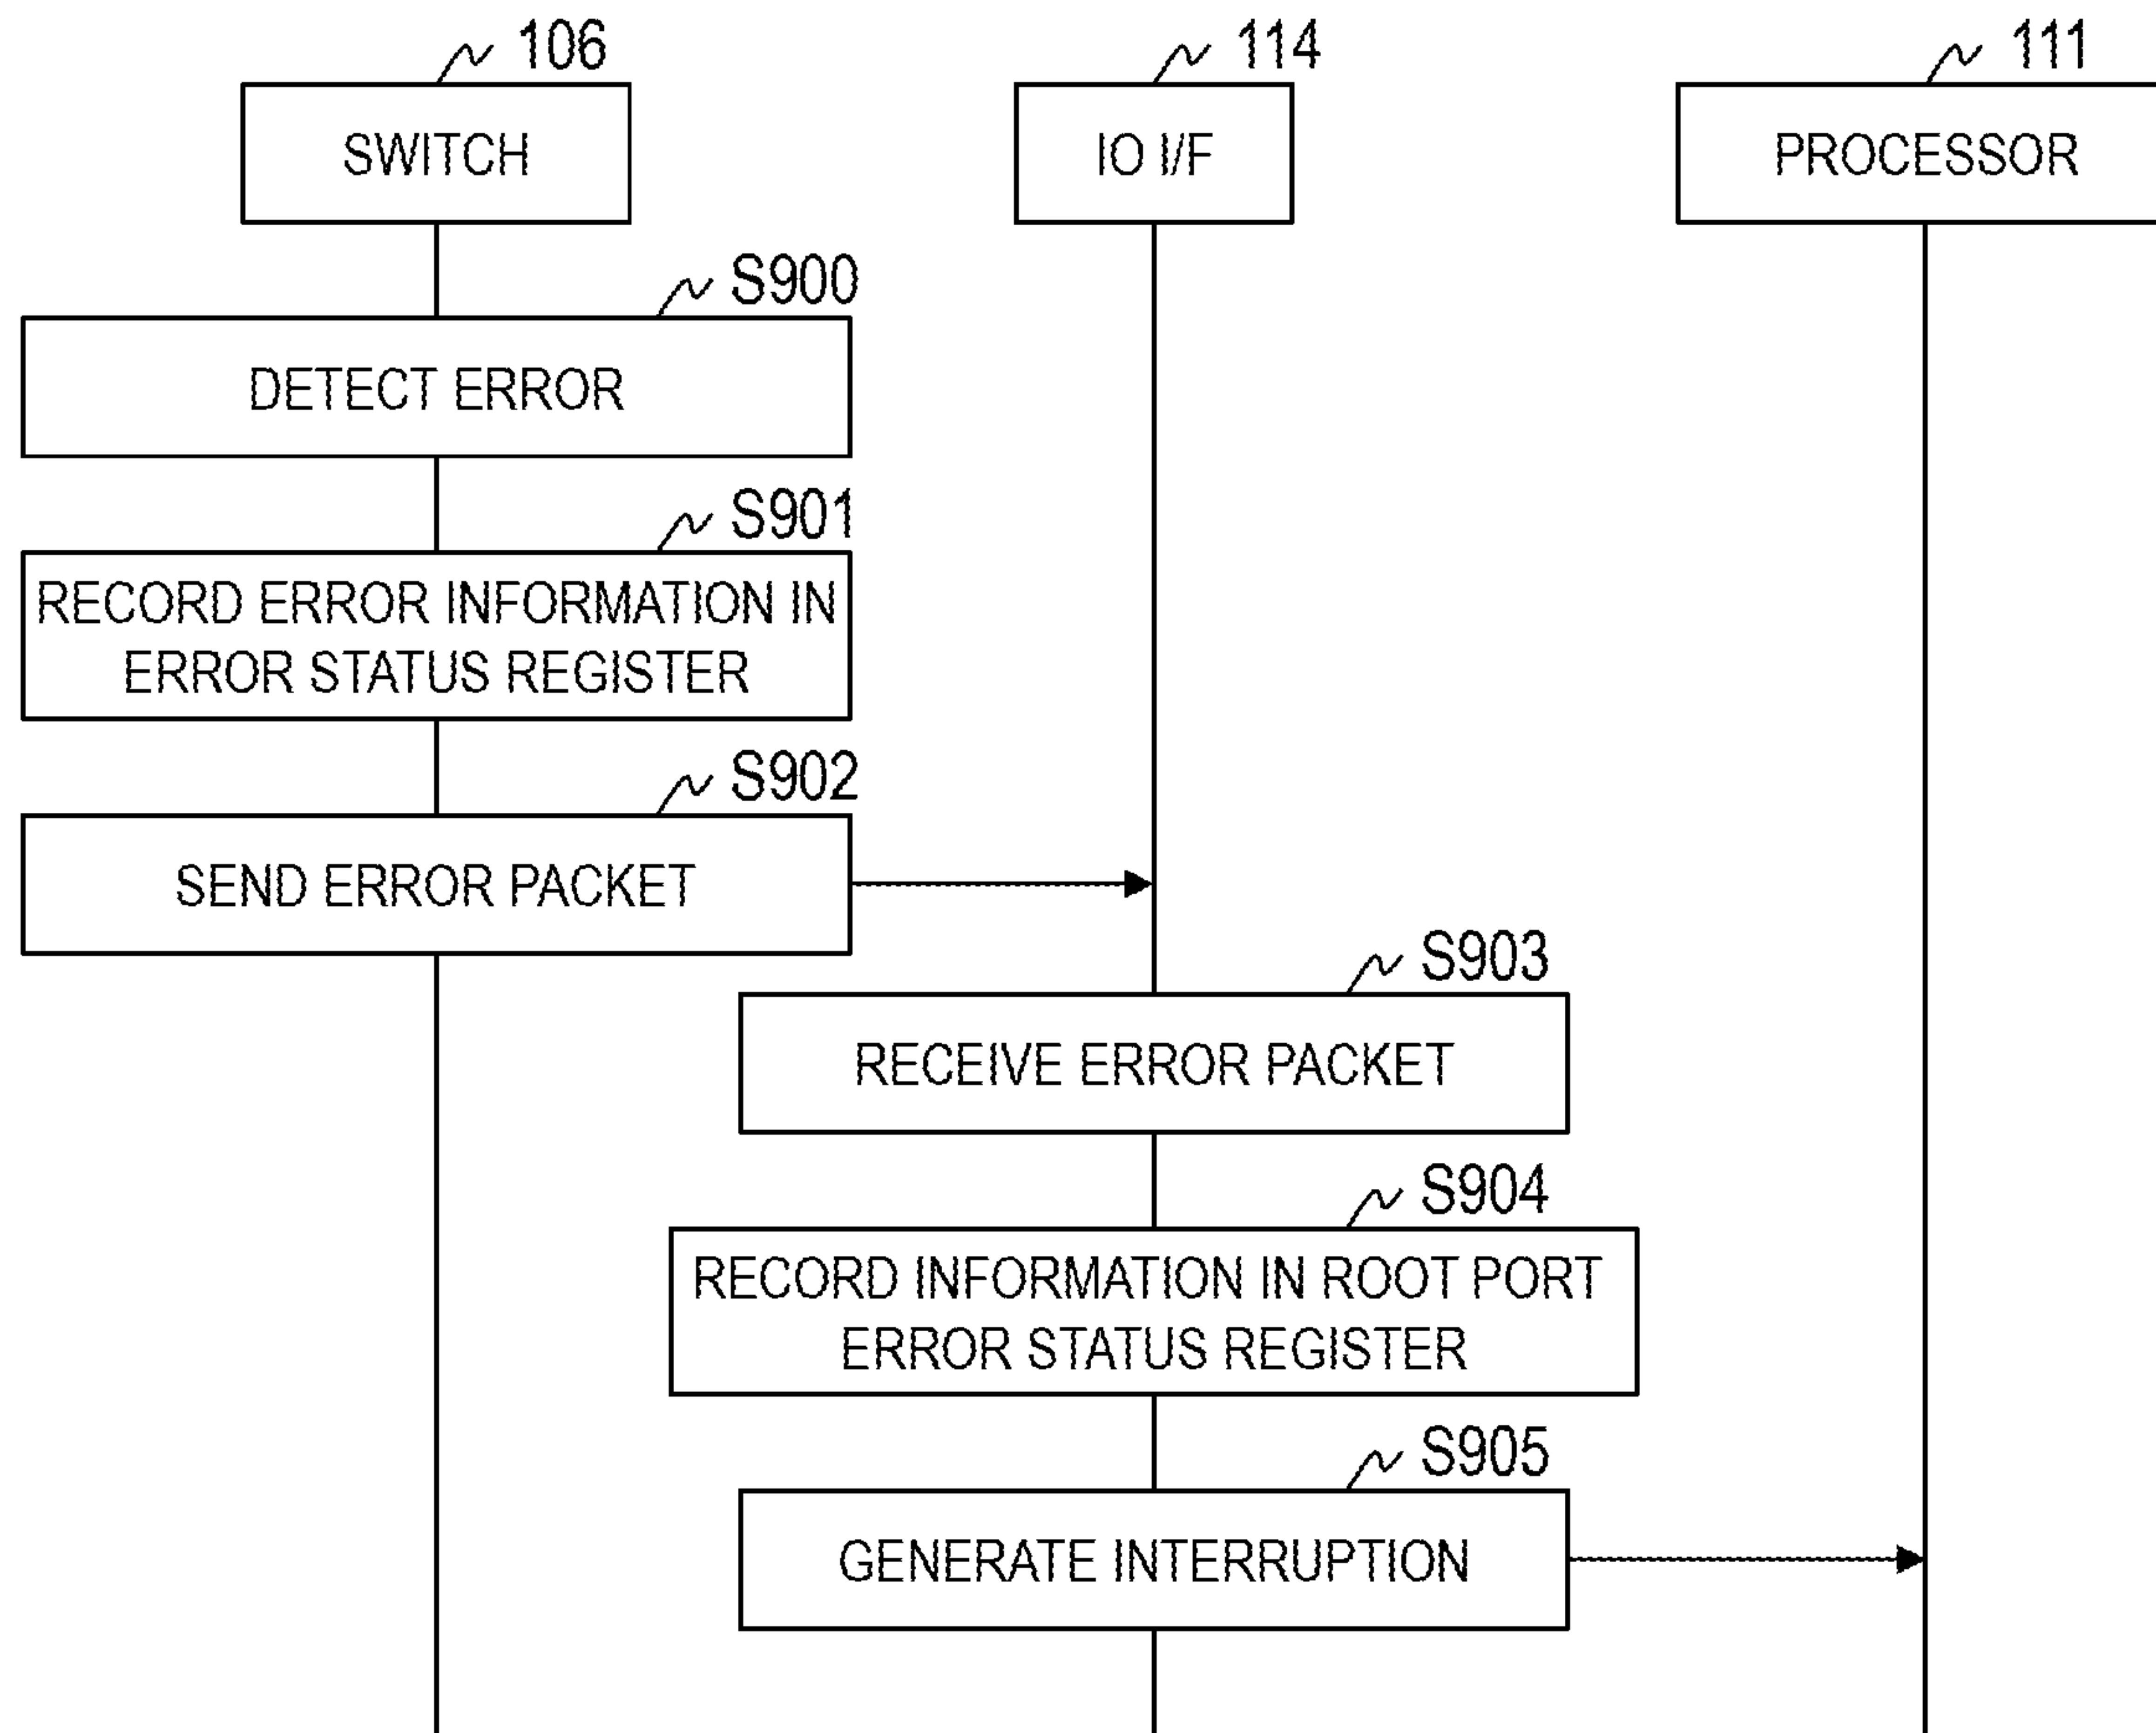 106
114
111
SWITCH
IO I/F
PROCESSOR
S900
DETECT ERROR
S901
RECORD ERROR INFORMATION IN
ERROR STATUS REGISTER
S902
SEND ERROR PACKET
S903
RECEIVE ERROR PACKET
S904
RECORD INFORMATION IN ROOT PORT
ERROR STATUS REGISTER
S905
GENERATE INTERRUPTION